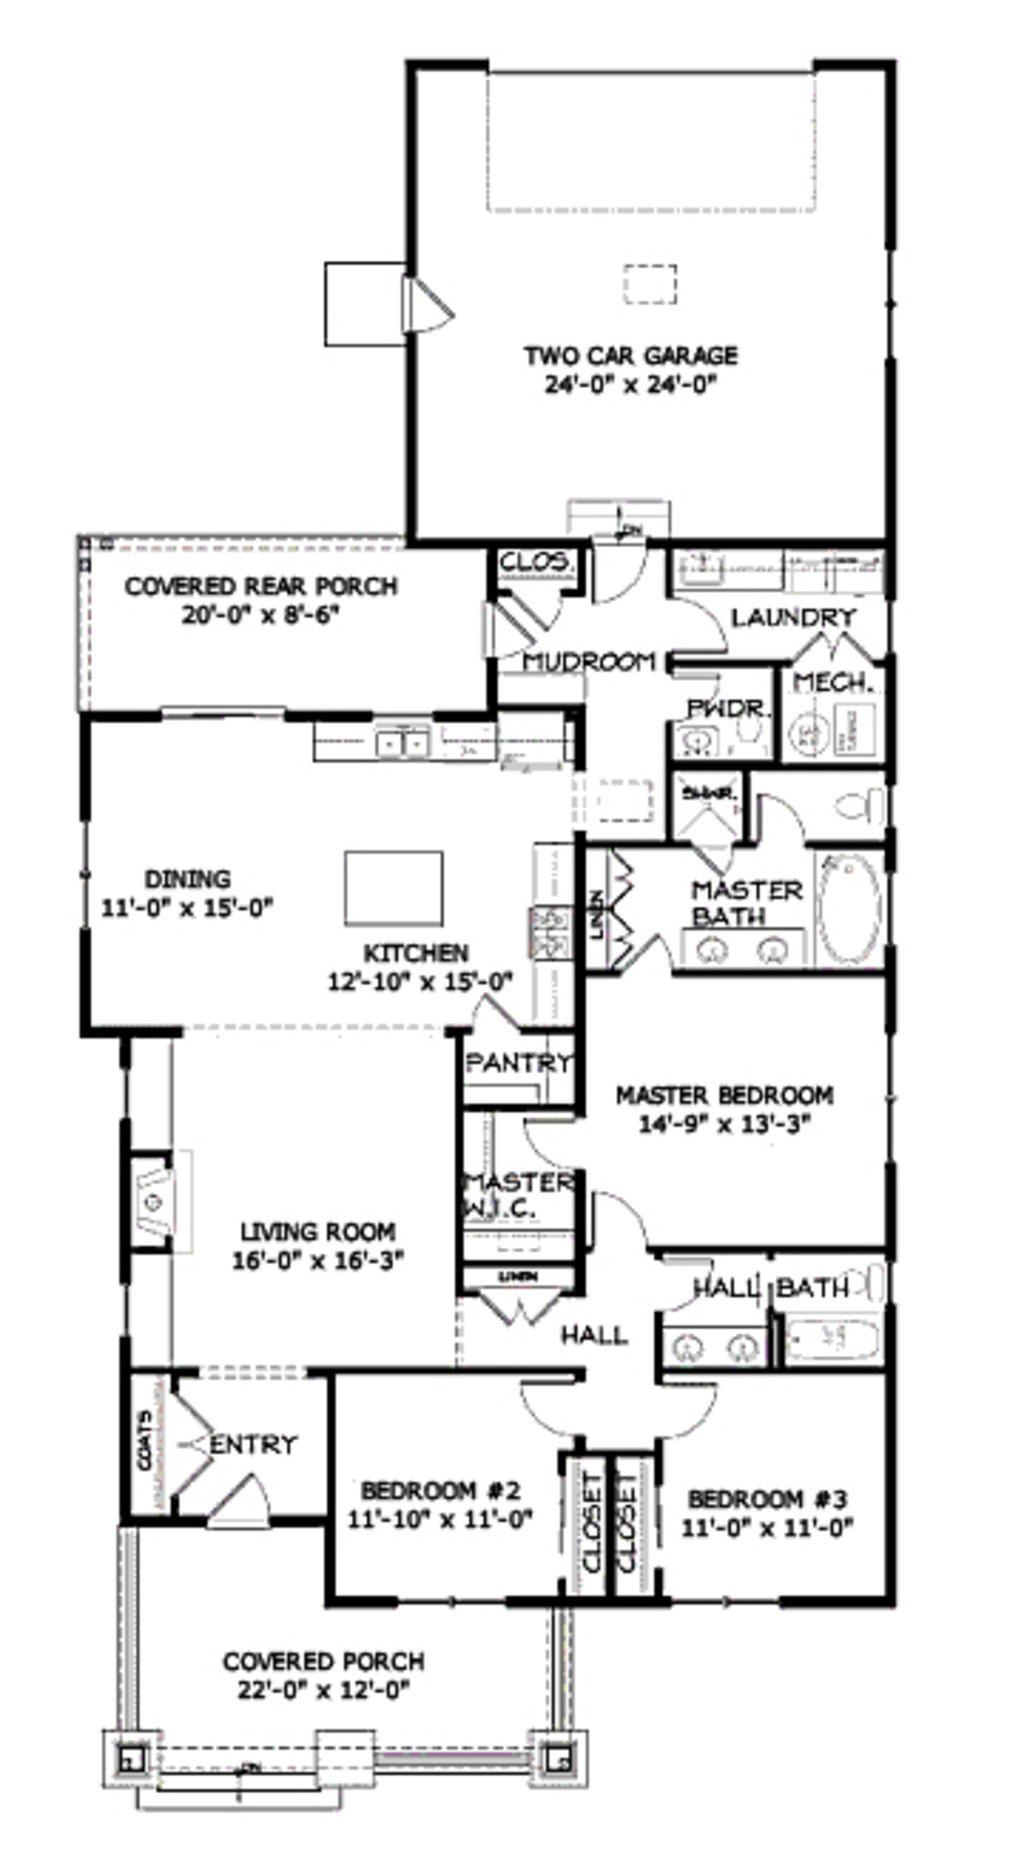 TWO CAR GARAGE
24'-0" x 24'-0"
DN
CLOS.
COVERED REAR PORCH
20'-0" x 8'-6"
LAUNDRY
MUDROOM
MECH.
PWDR.
SHWR.
DINING
11'-0" x 15'-0"
LINEN
MASTER
BATH
KITCHEN
12'-10" x 15'-0"
PANTRY
MASTER BEDROOM
14'-9" x 13'-3"
MASTER
W.I.C.
LIVING ROOM
16'-0" x 16'-3"
LINEN
HALL BATH
HALL
COATS
ENTRY
BEDROOM #2
11'-10" x 11'-0"
CLOSET
CLOSET
BEDROOM #3
11'-0" x 11'-0"
COVERED PORCH
22'-0" x 12'-0"
DN